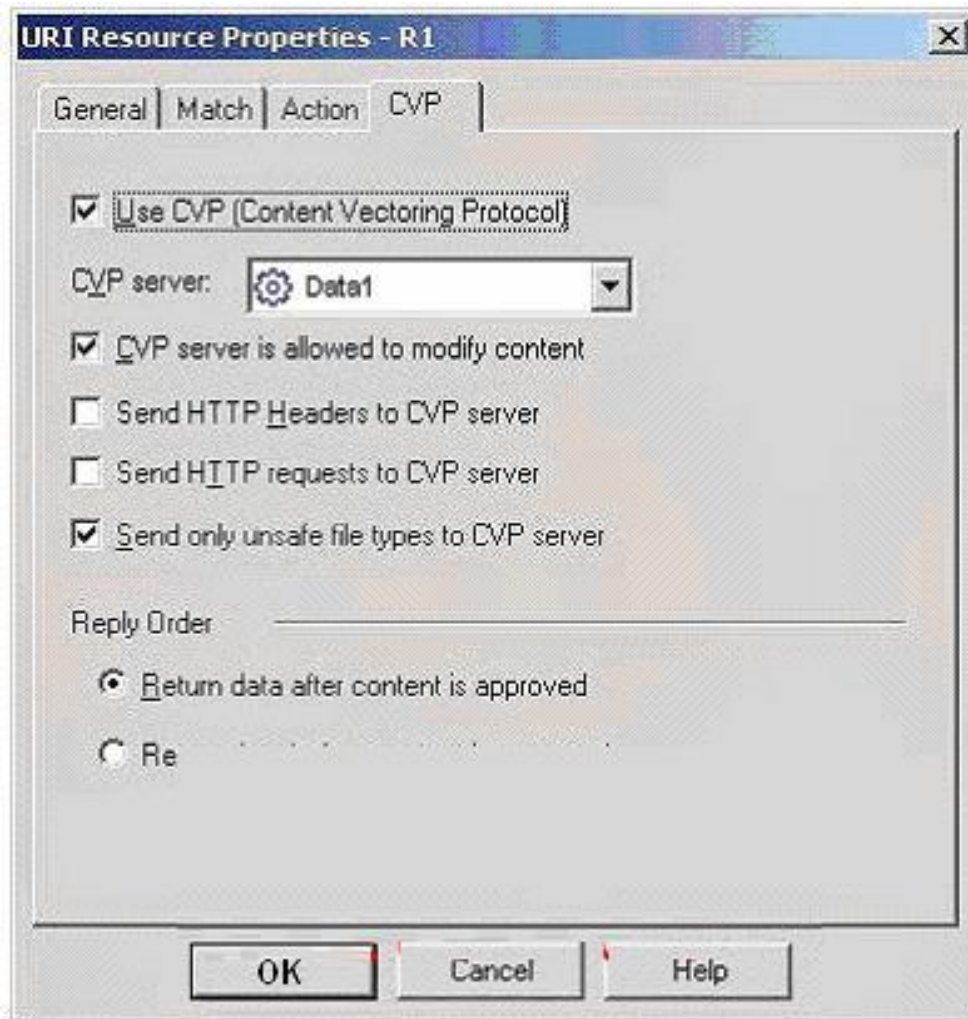 URI Resource Properties - R1
General Match Action CVP
Use CVP (Content Vectoring Protocol)
CVP server: Data1
CVP server is allowed to modify content
Send HTTP Headers to CVP server
Send HTTP requests to CVP server
Send only unsafe file types to CVP server
Reply Order
Return data after content is approved
Re
OK Cancel Help